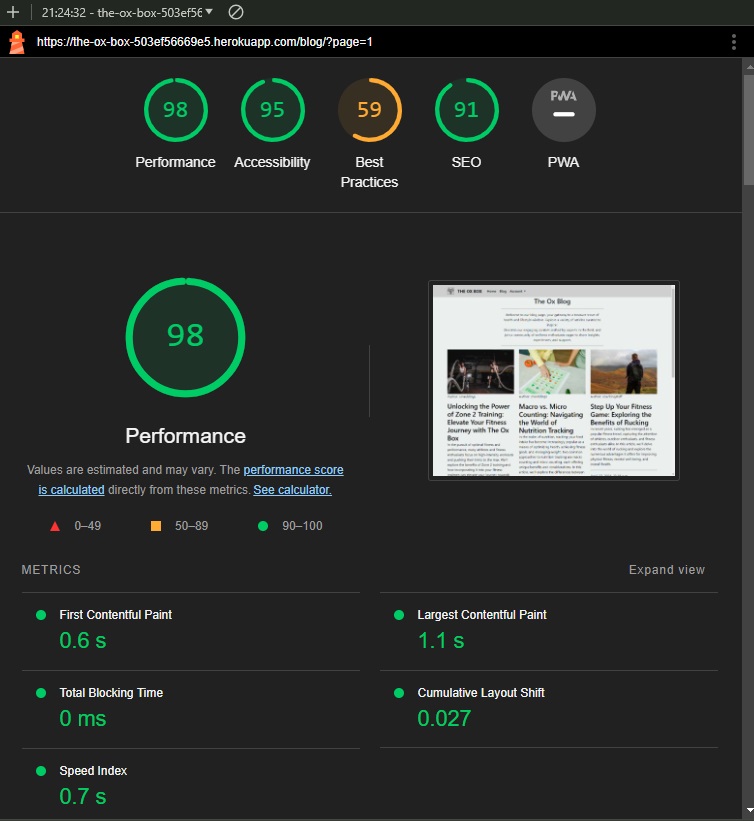 21:24:32 - the-ox-box-503ef56
https://the-ox-box-503ef56669e5.herokuapp.com/blog/?page=1
98
95
59
91
PWA
Performance
Accessibility
Best
Practices
SEO
PWA
98
Performance
Values are estimated and may vary. The performance score
is calculated directly from these metrics. See calculator.
0–49
50–89
90–100
THE OX BOX Home Blog Account
The Ox Blog
Unlocking the Power
of Zone 2 Training:
Elevate Your Fitness
Journey with The Ox
Box
Macro vs. Micro
Counting: Navigating
the World of
Nutrition Tracking
Step Up Your Fitness
Game: Exploring the
Benefits of Rucking
METRICS
Expand view
First Contentful Paint
0.6 s
Largest Contentful Paint
1.1 s
Total Blocking Time
0 ms
Cumulative Layout Shift
0.027
Speed Index
0.7 s